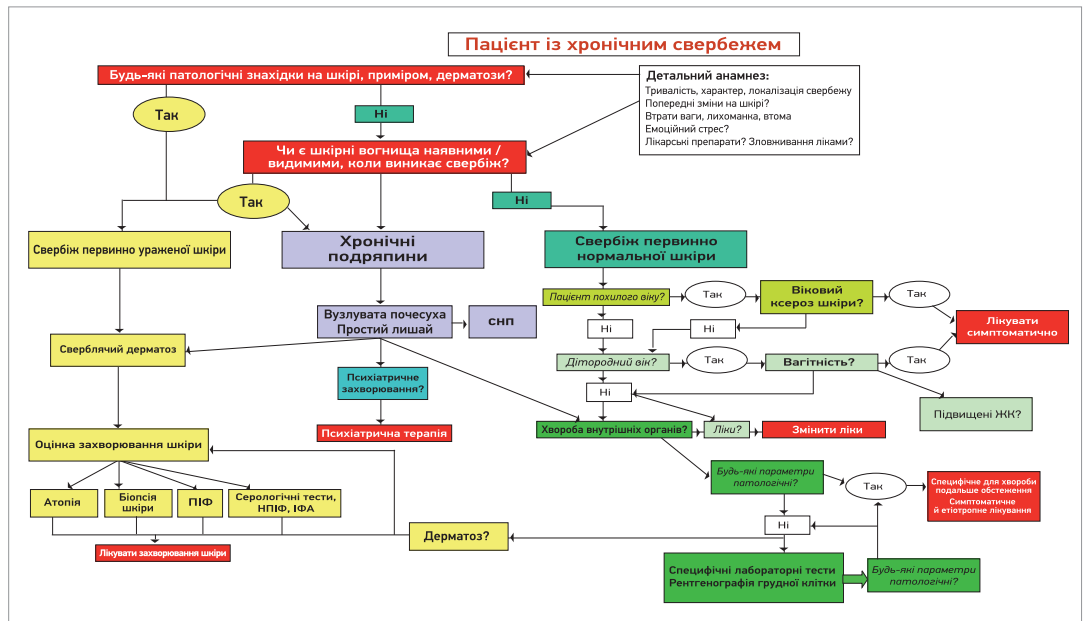 Пацієнт із хронічним свербежем
Будь-які патологічні знахідки на шкірі, приміром, дерматози?
Детальний анамнез:
Тривалість, характер, локалізація свербежу
Попередні зміни на шкірі?
Втрати ваги, лихоманка, втома
Емоційний стрес?
Лікарські препарати? Зловживання ліками?
Так
Ні
Чи є шкірні вогнища наявними /
видимими, коли виникає свербіж?
Так
Ні
Свербіж первинно ураженої шкіри
Хронічні
подряпини
Свербіж первинно
нормальної шкіри
Пацієнт похилого віку?
Так
Віковий
ксероз шкіри?
Так
Вузлувата почесуха
Простий лишай
СНП
Ні
Ні
Лікувати
симптоматично
Сверблячий дерматоз
Дітородний вік?
Так
Вагітність?
Так
Психіатричне
захворювання?
Ні
Підвищені ЖК?
Психіатрична терапія
Хвороба внутрішніх органів?
Ліки?
Змінити ліки
Оцінка захворювання шкіри
Будь-які параметри
патологічні?
Так
Специфічне для хвороби
подальше обстеження
Симптоматичне
й етіотропне лікування
Атопія
Біопсія
шкіри
ПІФ
Серологічні тести,
НПІФ, ІФА
Ні
Дерматоз?
Лікувати захворювання шкіри
Специфічні лабораторні тести
Рентгенографія грудної клітки
Будь-які параметри
патологічні?